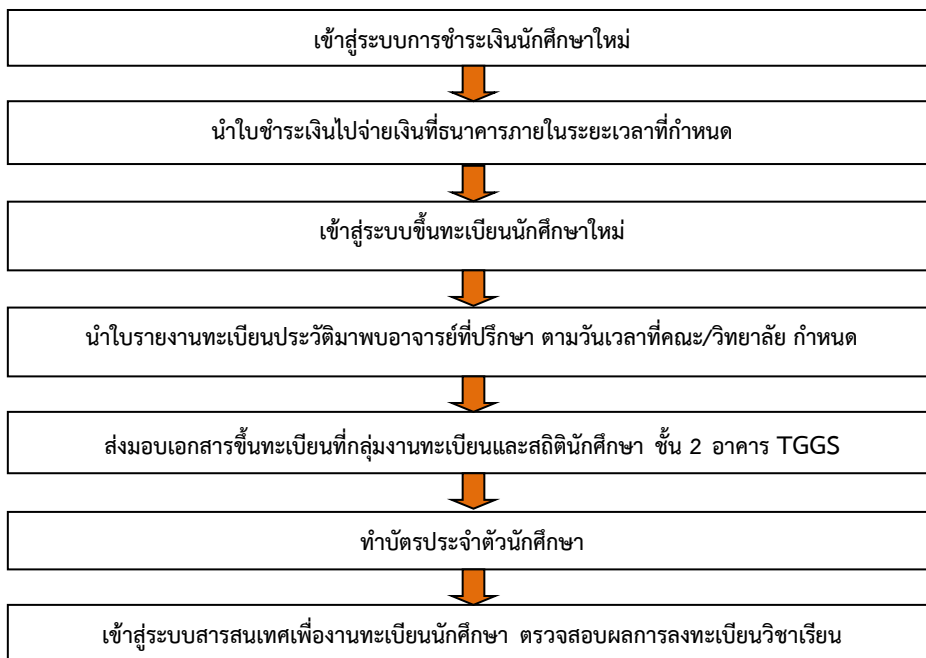 เข้าสู่ระบบการชำระเงินนักศึกษาใหม่
นำใบชำระเงินไปจ่ายเงินที่ธนาคารภายในระยะเวลาที่กำหนด
เข้าสู่ระบบขึ้นทะเบียนนักศึกษาใหม่
นำใบรายงานทะเบียนประวัติมาพบอาจารย์ที่ปรึกษา ตามวันเวลาที่คณะ/วิทยาลัย กำหนด
ส่งมอบเอกสารขึ้นทะเบียนที่กลุ่มงานทะเบียนและสถิตินักศึกษา ชั้น 2 อาคาร TGGS
ทำบัตรประจำตัวนักศึกษา
เข้าสู่ระบบสารสนเทศเพื่องานทะเบียนนักศึกษา ตรวจสอบผลการลงทะเบียนวิชาเรียน